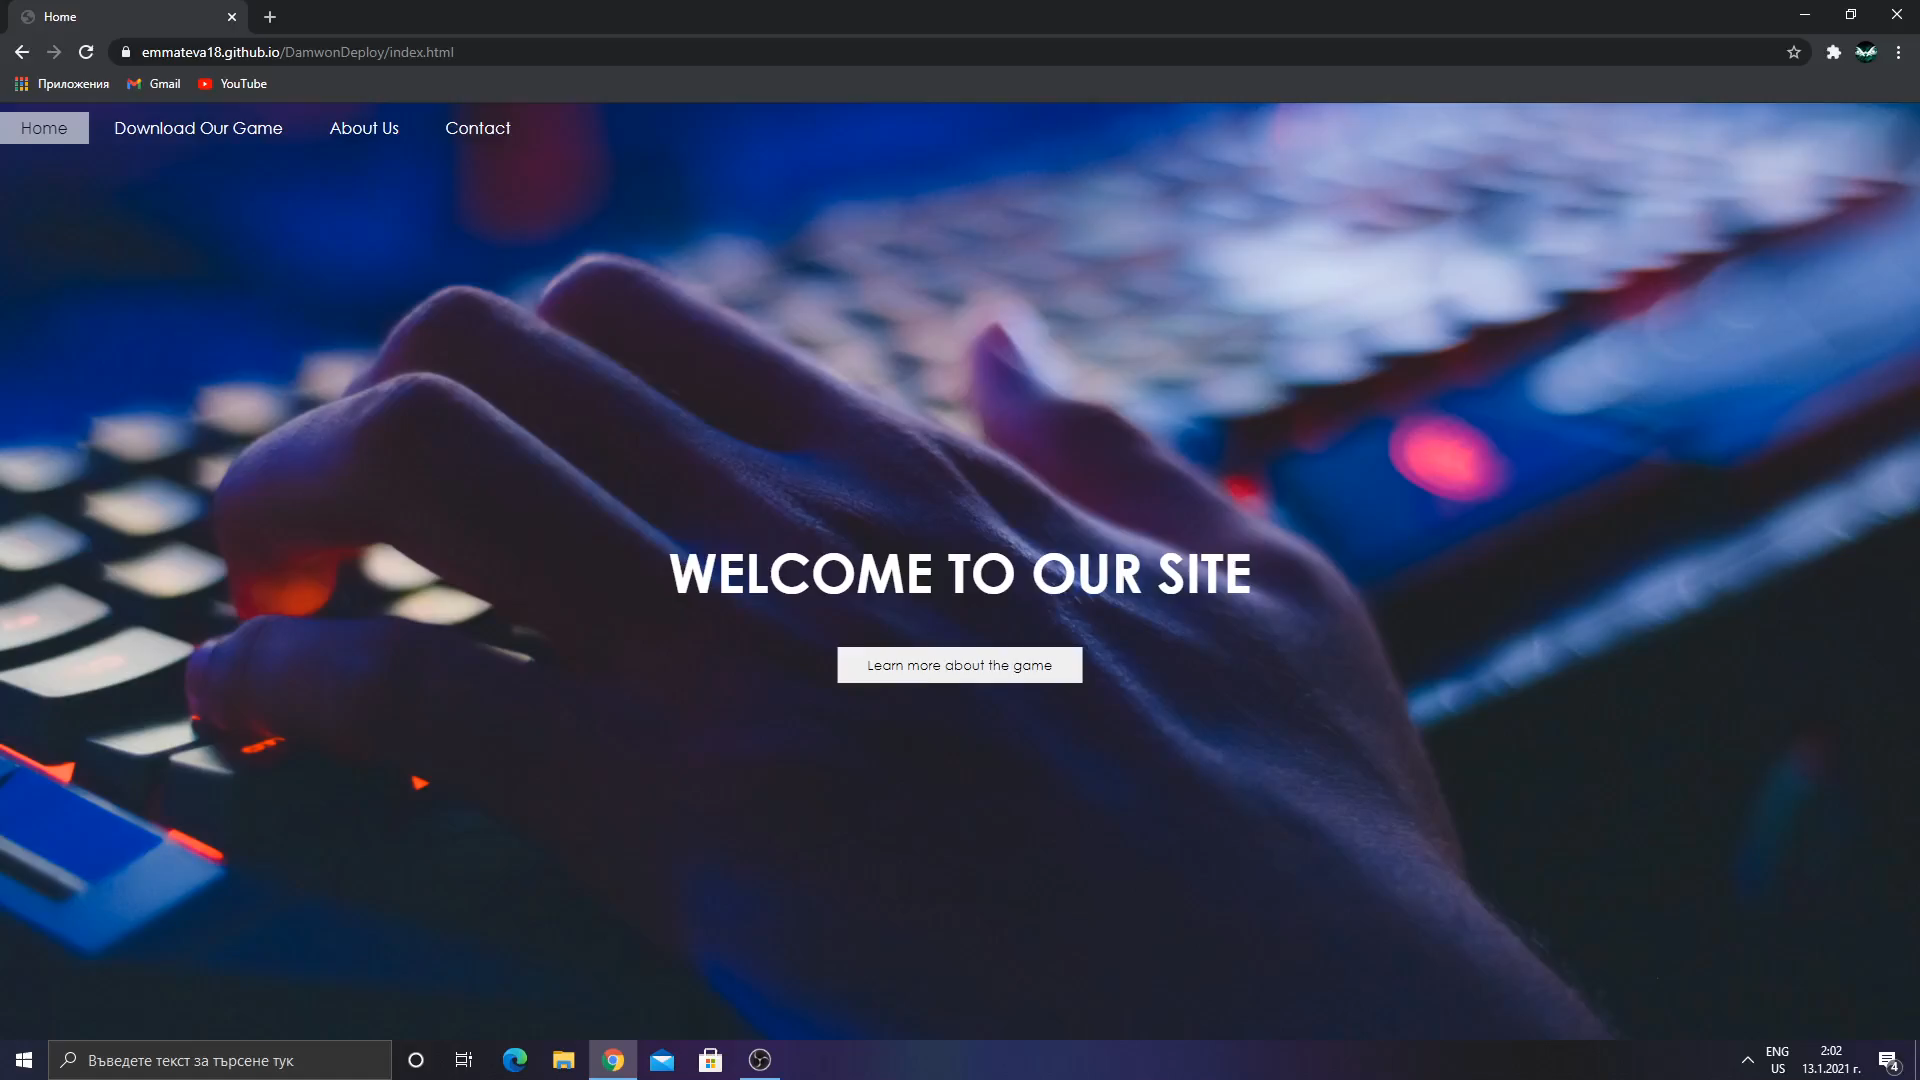 Home
emmateva18.github.io/DamwonDeploy/index.html
Приложения Gmail YouTube
Home Download Our Game About Us Contact
WELCOME TO OUR SITE
Learn more about the game
Въведете текст за търсене тук
ENG 2:02
US 13.1.2021 г. 4